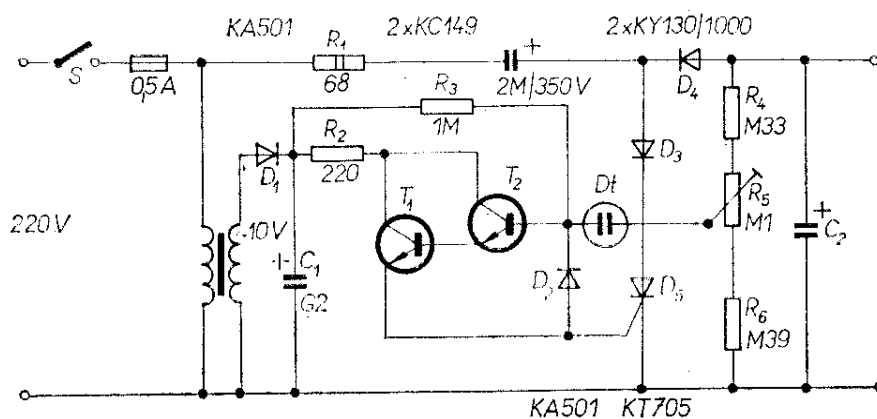 KA501 R1 2xKC149 2xKY130/1000
S 0,5A 68 2M/350V D4
R3 1M
R4 M33
D1 R2 220
D3
T1 T2 Dt
R5 M1
220V 10V
C1 G2
C2
D5
R6 M39
KA501 KT705